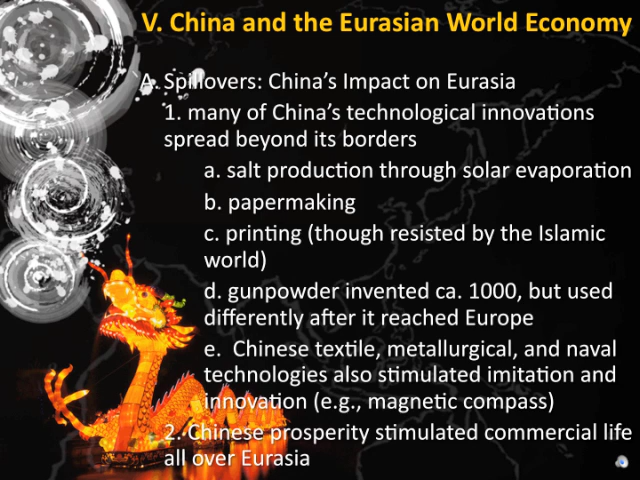 V. China and the Eurasian World Economy
A. Spillovers: China's Impact on Eurasia
1. many of China's technological innovations
spread beyond its borders
a. salt production through solar evaporation
b. papermaking
c. printing (though resisted by the Islamic
world)
d. gunpowder invented ca. 1000, but used
differently after it reached Europe
e.  Chinese textile, metallurgical, and naval
technologies also stimulated imitation and
innovation (e.g., magnetic compass)
2. Chinese prosperity stimulated commercial life
all over Eurasia